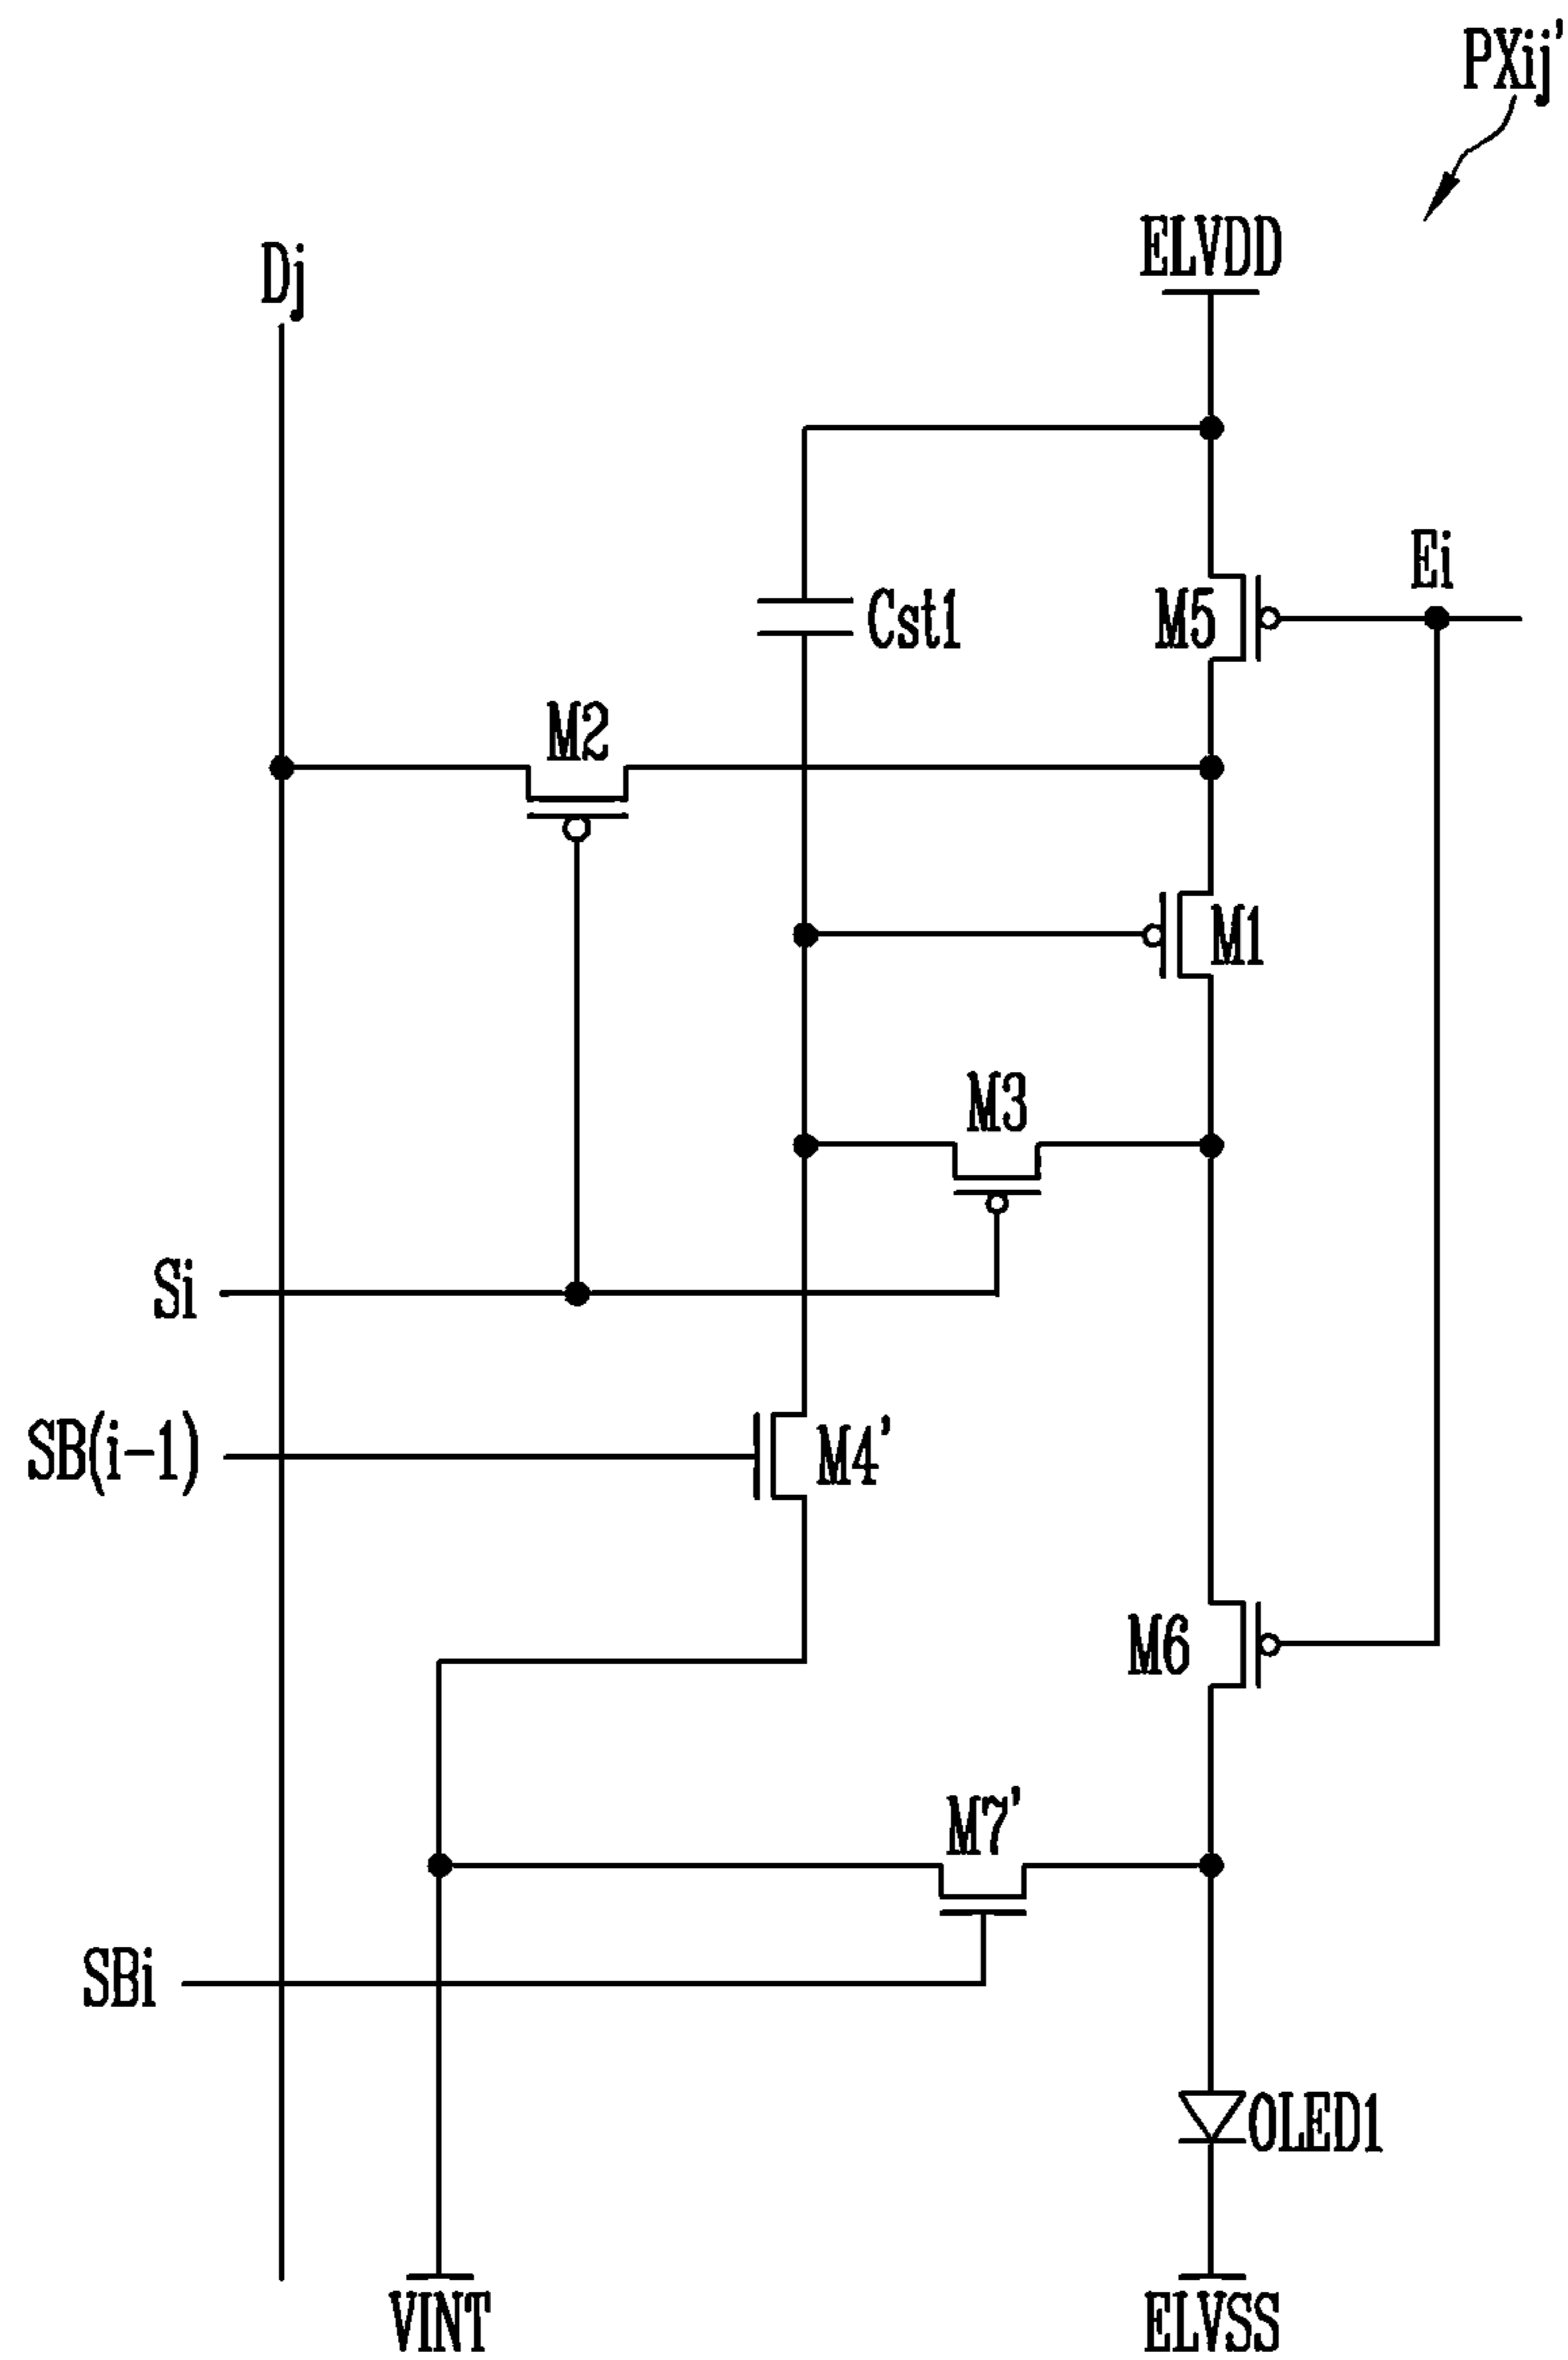 PXij'
ELVDD
Dj
Ei
Cst1
M5
M2
M1
M3
Si
SB(i-1)
M4'
M6
M7'
SBi
OLED1
VINT
ELVSS